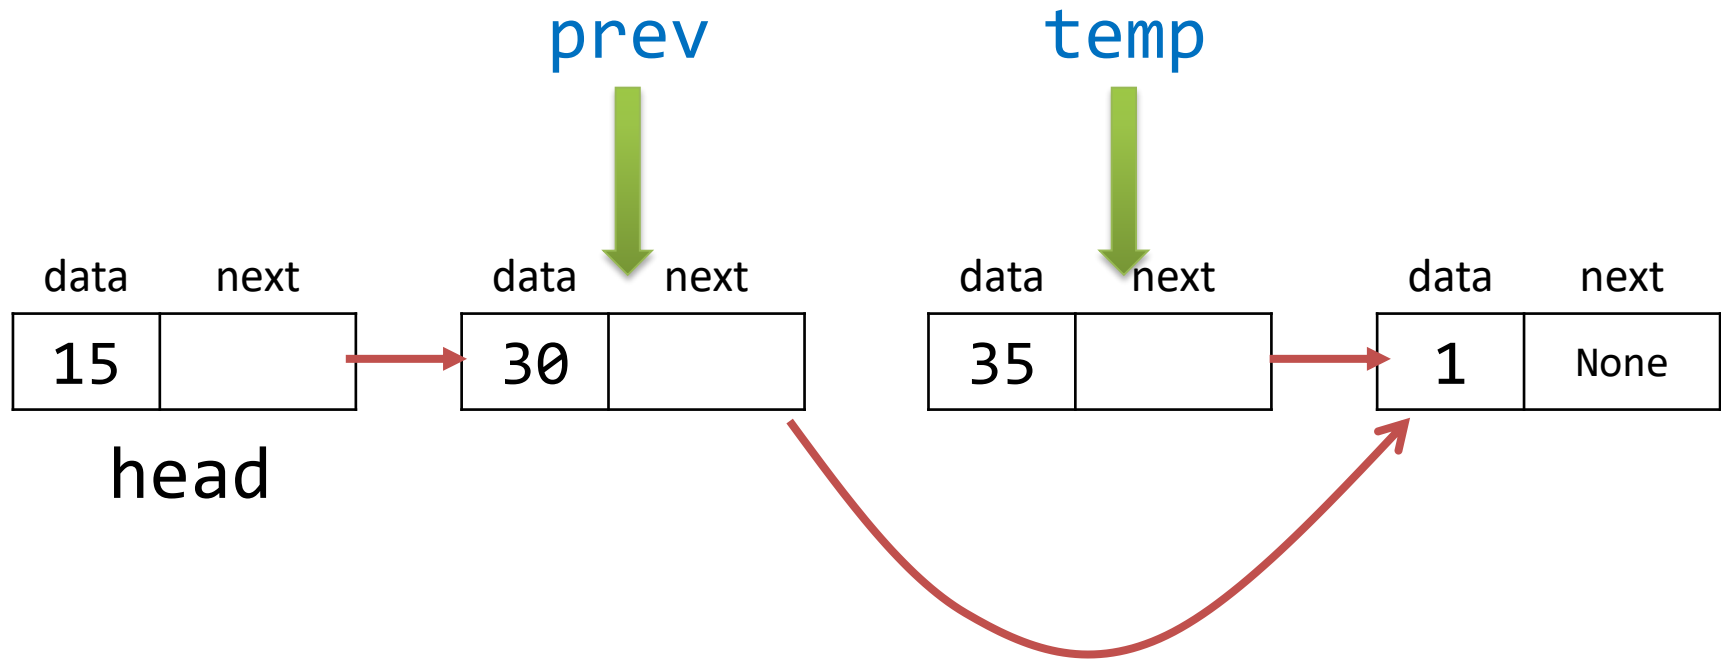 prev temp
data next data next data next data next
15 30 35 1 None
head